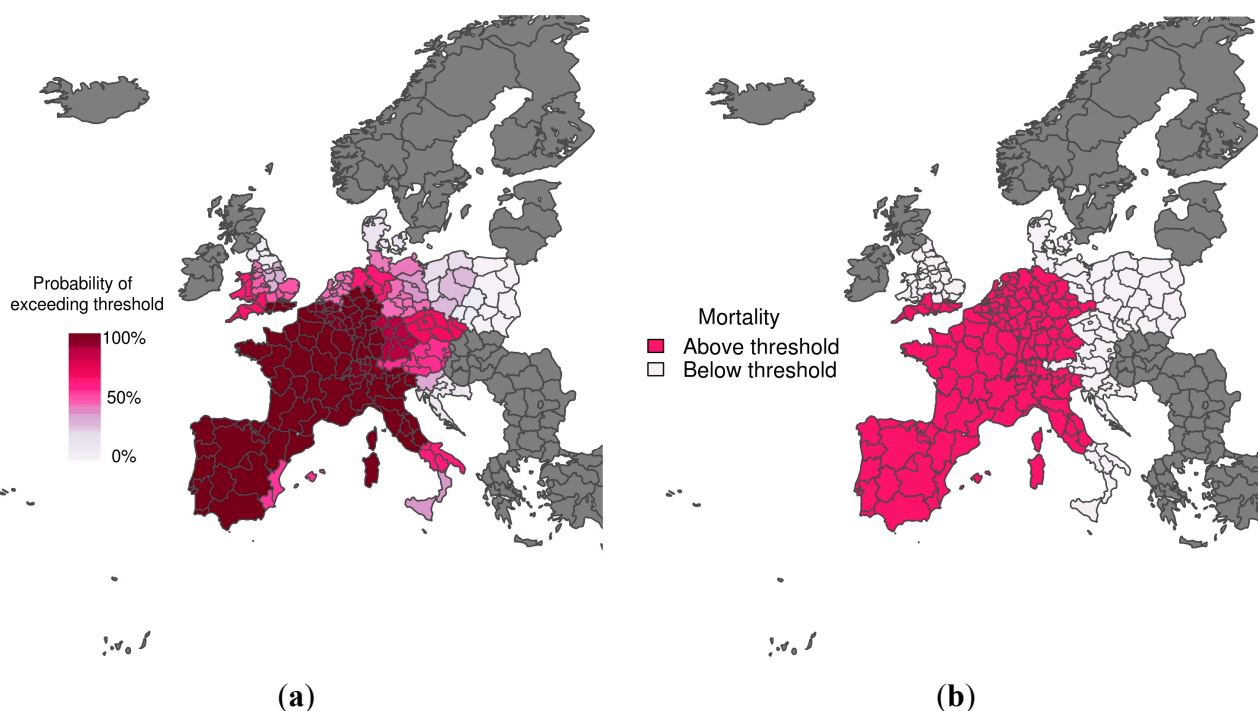 Probability of
exceeding threshold
100%
50%
0%
Mortality
Above threshold
Below threshold
(a)
(b)